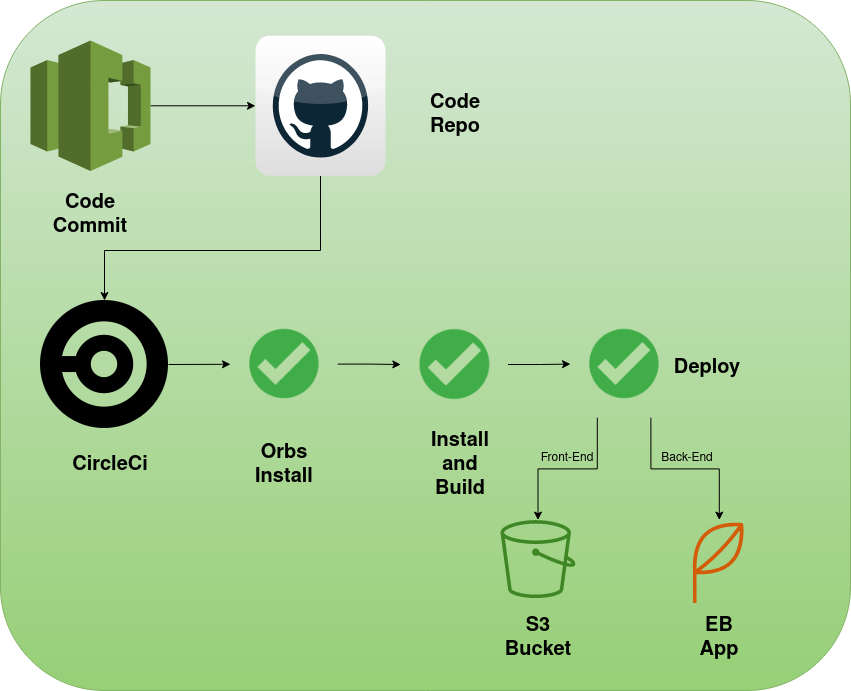 Code
Repo
Code
Commit
Deploy
CircleCi
Orbs
Install
Install
and
Build
Front-End
Back-End
S3
Bucket
EB
App